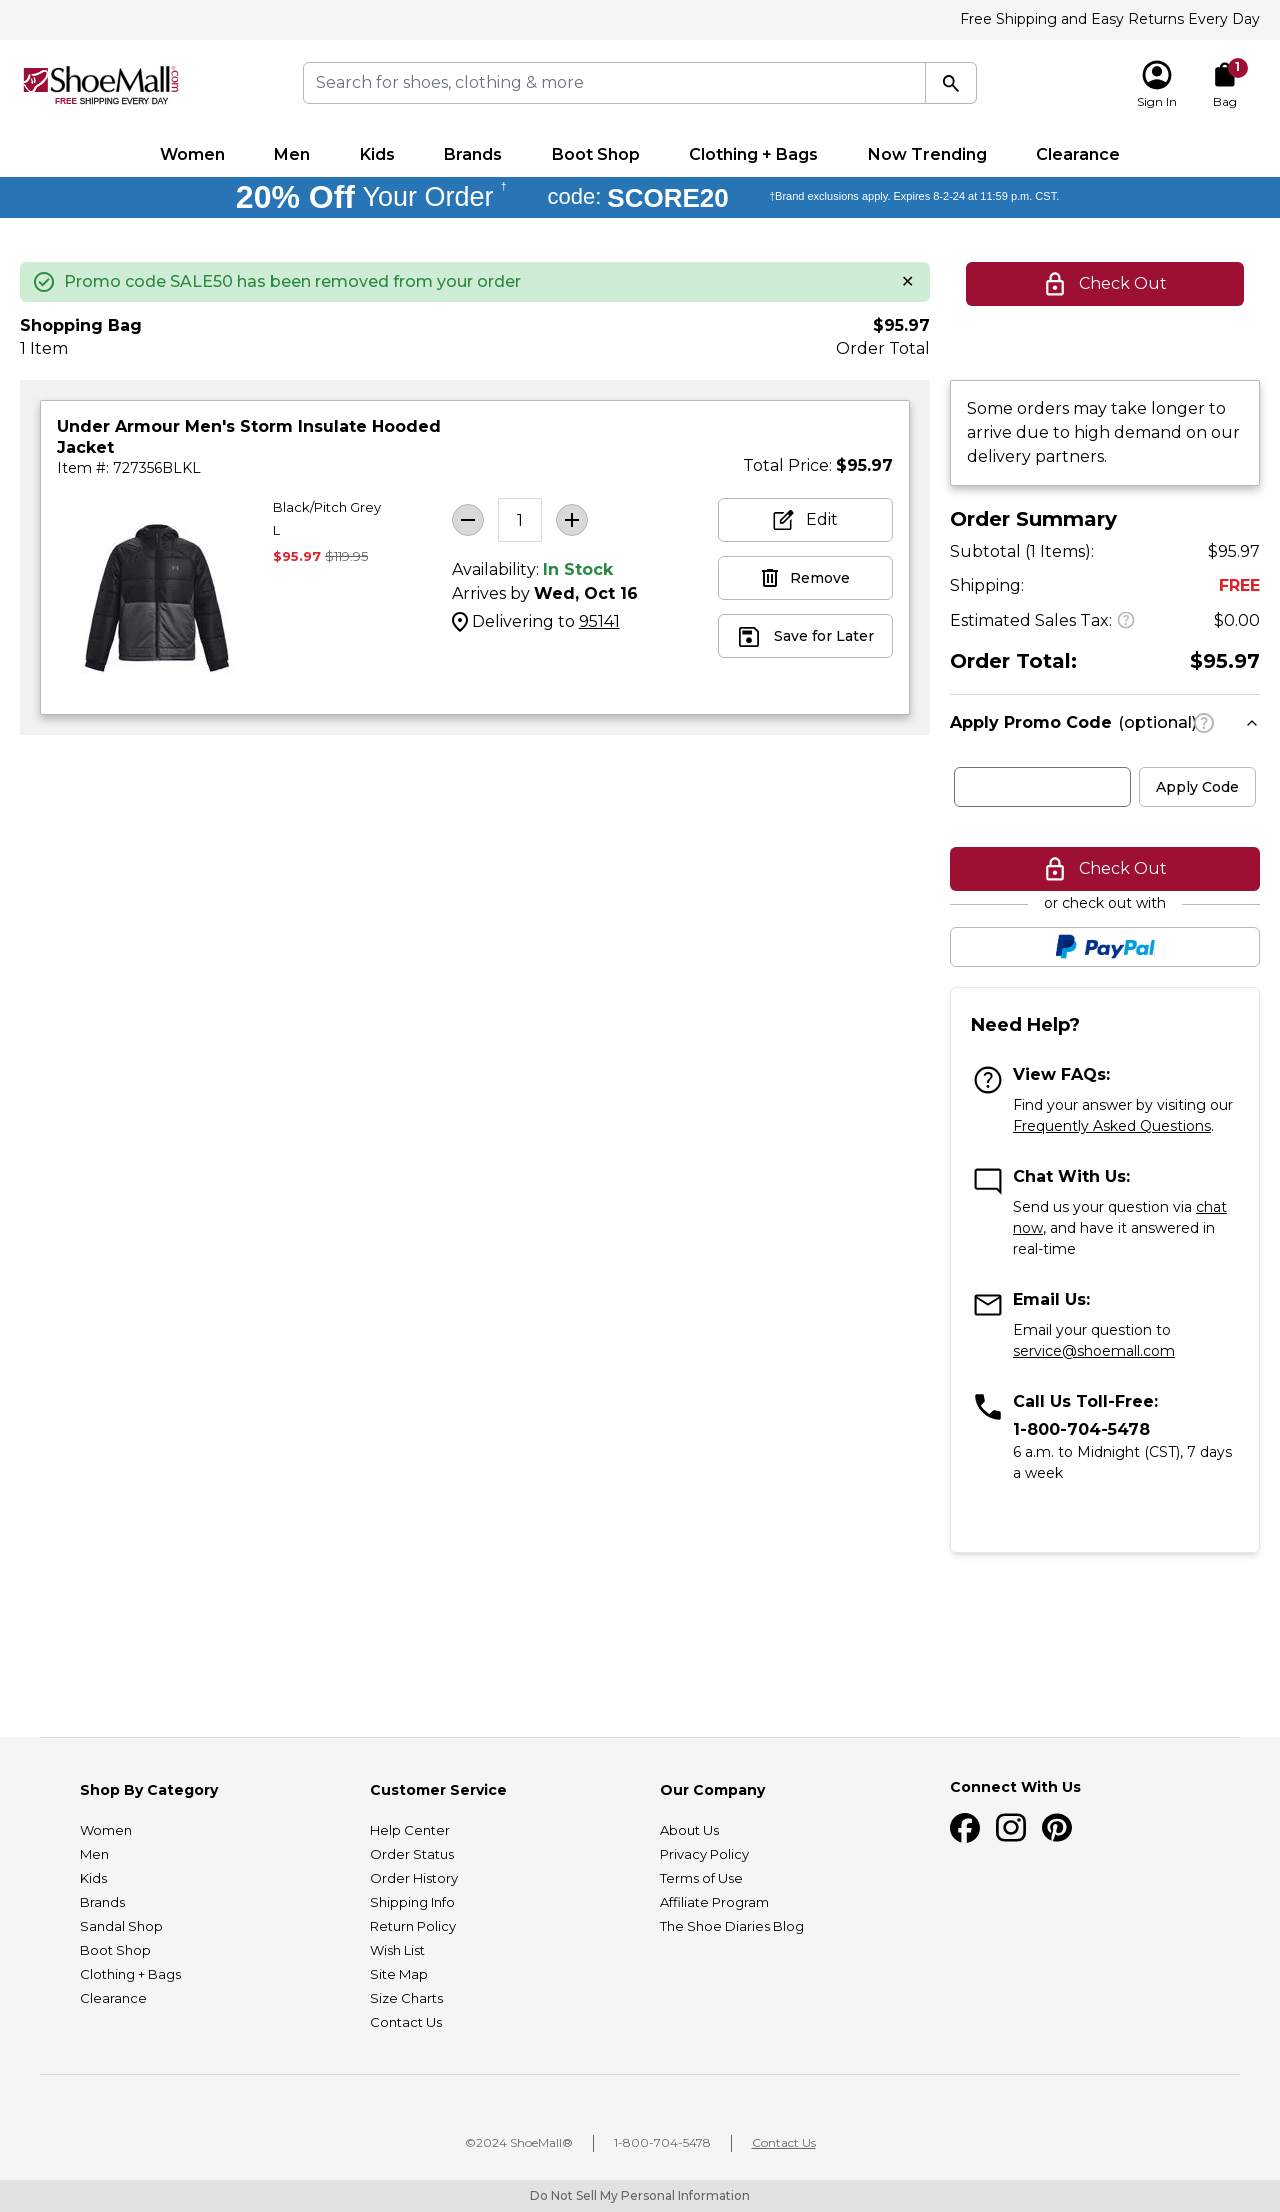 Free Shipping and Easy Returns Every Day
ShoeMall®.com
FREE SHIPPING EVERY DAY
Search for shoes, clothing & more
Sign In
1
Bag
Women Men Kids Brands Boot Shop Clothing + Bags Now Trending Clearance
20% Off Your Order † code: SCORE20 †Brand exclusions apply. Expires 8-2-24 at 11:59 p.m. CST.
Promo code SALE50 has been removed from your order ×
Check Out
Shopping Bag $95.97
1 Item Order Total
Under Armour Men's Storm Insulate Hooded
Jacket
Item #: 727356BLKL
Total Price: $95.97
Black/Pitch Grey
L
$95.97 $119.95
1
Availability: In Stock
Arrives by Wed, Oct 16
Delivering to 95141
Edit
Remove
Save for Later
Some orders may take longer to
arrive due to high demand on our
delivery partners.
Order Summary
Subtotal (1 Items): $95.97
Shipping: FREE
Estimated Sales Tax: ? $0.00
Order Total: $95.97
Apply Promo Code (optional) ?
Apply Code
Check Out
or check out with
PayPal
Need Help?
View FAQs:
Find your answer by visiting our
Frequently Asked Questions.
Chat With Us:
Send us your question via chat
now, and have it answered in
real-time
Email Us:
Email your question to
service@shoemall.com
Call Us Toll-Free:
1-800-704-5478
6 a.m. to Midnight (CST), 7 days
a week
Shop By Category
Women
Men
Kids
Brands
Sandal Shop
Boot Shop
Clothing + Bags
Clearance
Customer Service
Help Center
Order Status
Order History
Shipping Info
Return Policy
Wish List
Site Map
Size Charts
Contact Us
Our Company
About Us
Privacy Policy
Terms of Use
Affiliate Program
The Shoe Diaries Blog
Connect With Us
©2024 ShoeMall® 1-800-704-5478 Contact Us
Do Not Sell My Personal Information